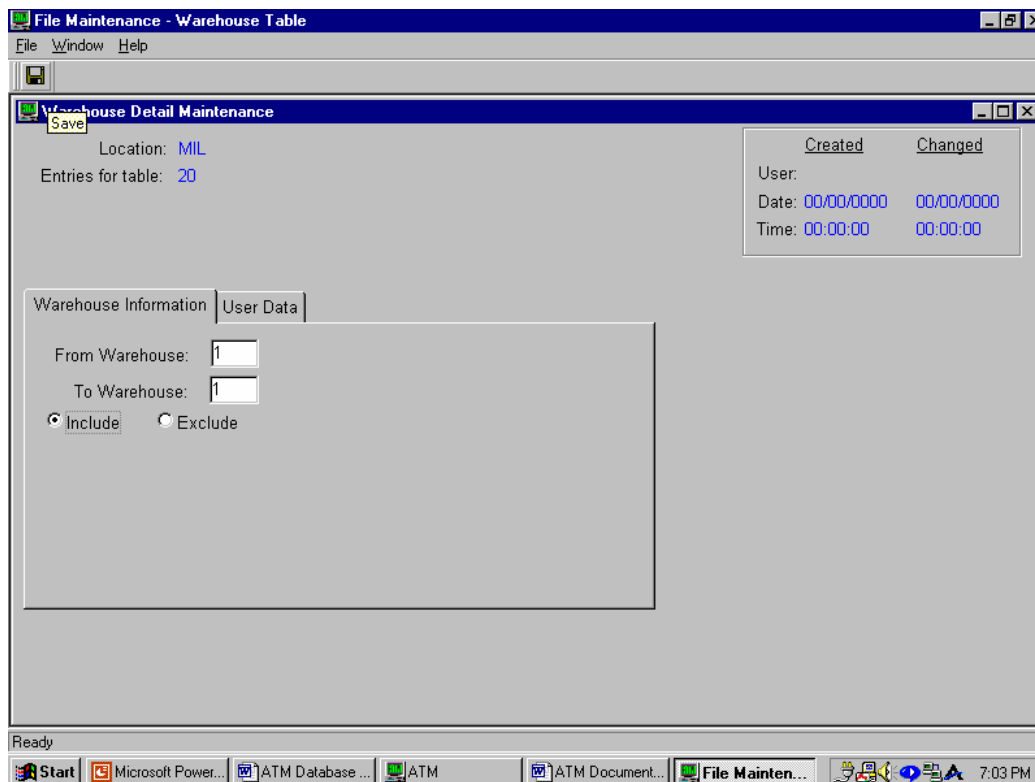 File Maintenance - Warehouse Table
File Window Help
Warehouse Detail Maintenance
Save
Location: MIL
Entries for table: 20
Created Changed
User:
Date: 00/00/0000 00/00/0000
Time: 00:00:00 00:00:00
Warehouse Information User Data
From Warehouse: 1
To Warehouse: 1
Include Exclude
Ready
Start Microsoft Power... ATM Database ... ATM ATM Document... File Mainten... 7:03 PM